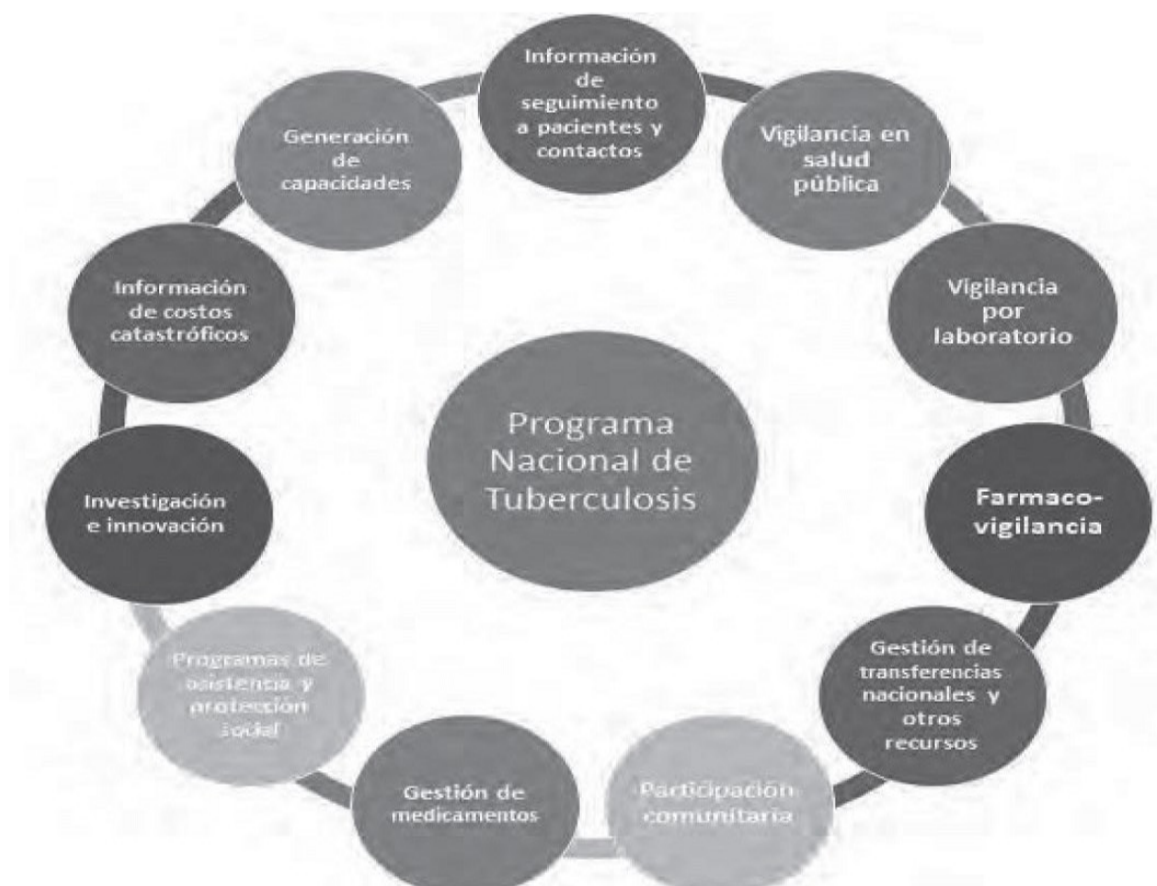 Información
de
seguimiento
a pacientes y
contactos
Vigilancia en
salud
pública
Vigilancia
por
laboratorio
Farmaco-
vigilancia
Gestión de
transferencias
nacionales y
otros
recursos
Participación
comunitaria
Gestión de
medicamentos
Programas de
asistencia y
protección
social
Investigación
e innovación
Información
de costos
catastróficos
Generación
de
capacidades
Programa
Nacional de
Tuberculosis